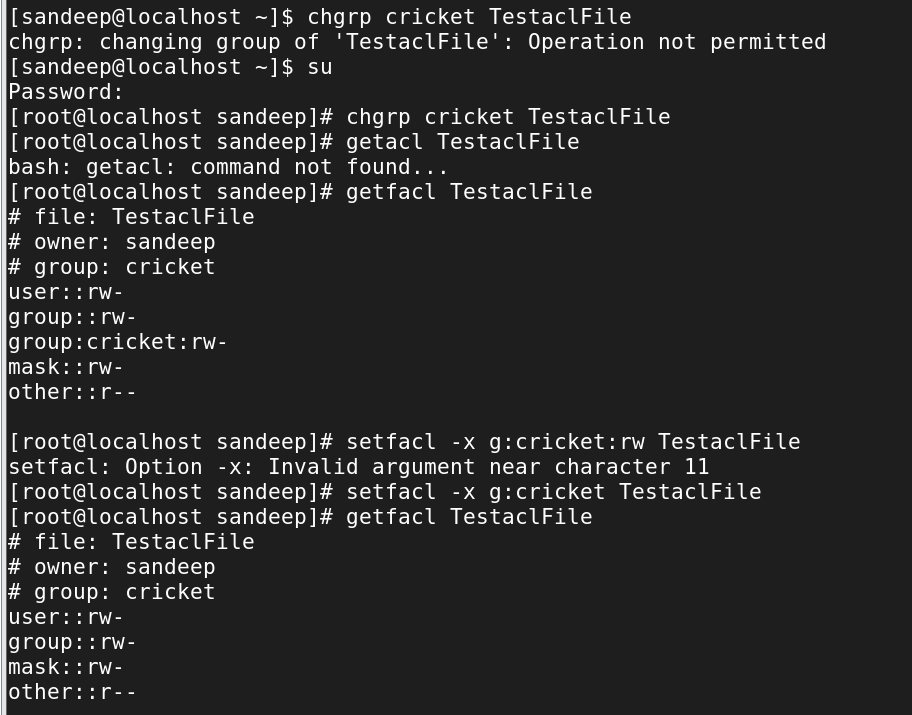 [sandeep@localhost ~]$ chgrp cricket TestaclFile
chgrp: changing group of 'TestaclFile': Operation not permitted
[sandeep@localhost ~]$ su
Password:
[root@localhost sandeep]# chgrp cricket TestaclFile
[root@localhost sandeep]# getacl TestaclFile
bash: getacl: command not found...
[root@localhost sandeep]# getfacl TestaclFile
# file: TestaclFile
# owner: sandeep
# group: cricket
user::rw-
group::rw-
group:cricket:rw-
mask::rw-
other::r--

[root@localhost sandeep]# setfacl -x g:cricket:rw TestaclFile
setfacl: Option -x: Invalid argument near character 11
[root@localhost sandeep]# setfacl -x g:cricket TestaclFile
[root@localhost sandeep]# getfacl TestaclFile
# file: TestaclFile
# owner: sandeep
# group: cricket
user::rw-
group::rw-
mask::rw-
other::r--